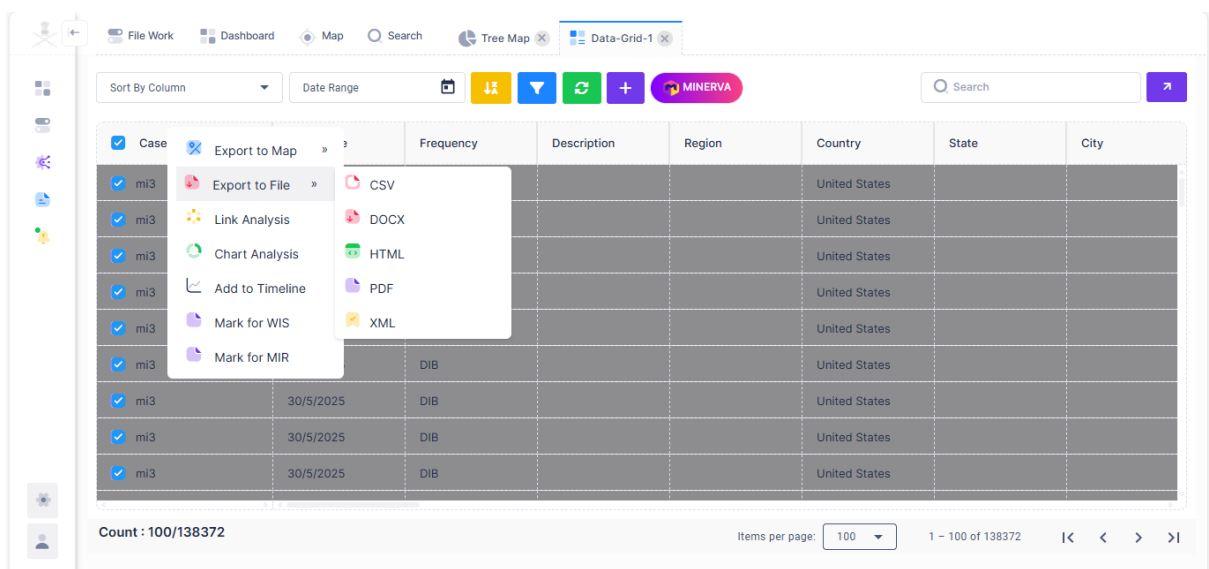 File Work Dashboard Map Search Tree Map Data-Grid-1
Sort By Column Date Range MINERVA Search
Case Frequency Description Region Country State City
Export to Map »
mi3 Export to File » CSV United States
mi3 Link Analysis DOCX United States
mi3 Chart Analysis HTML United States
mi3 Add to Timeline PDF United States
mi3 Mark for WIS XML United States
mi3 Mark for MIR DIB United States
mi3 30/5/2025 DIB United States
mi3 30/5/2025 DIB United States
mi3 30/5/2025 DIB United States
Count : 100/138372 Items per page: 100 1 – 100 of 138372